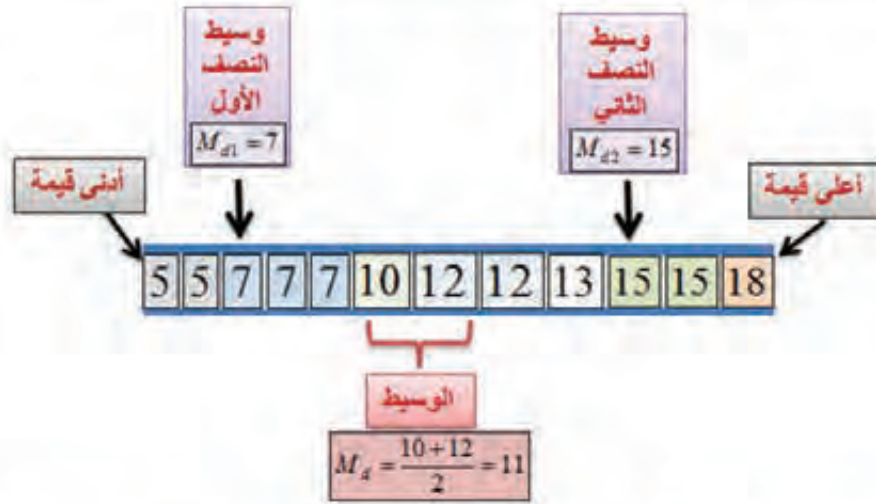 وسيط
النصف
الأول
M_{d1} = 7
وسيط
النصف
الثاني
M_{d2} = 15
أدنى قيمة
أعلى قيمة
5 5 7 7 7 10 12 12 13 15 15 18
الوسيط
M_d = \frac{10+12}{2} = 11